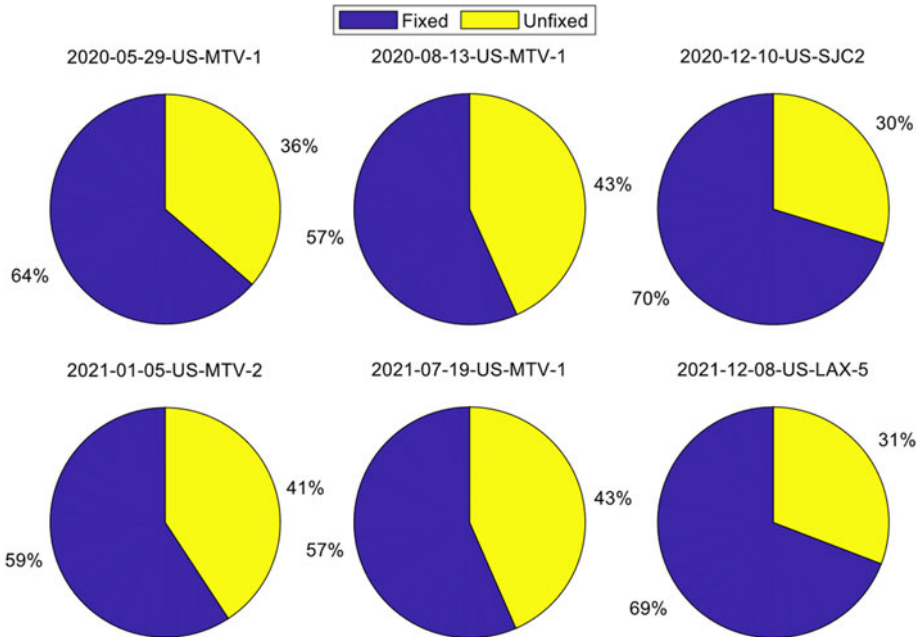 Fixed Unfixed
2020-05-29-US-MTV-1 2020-08-13-US-MTV-1 2020-12-10-US-SJC2
36% 64%
43% 57%
30% 70%
2021-01-05-US-MTV-2 2021-07-19-US-MTV-1 2021-12-08-US-LAX-5
41% 59%
43% 57%
31% 69%